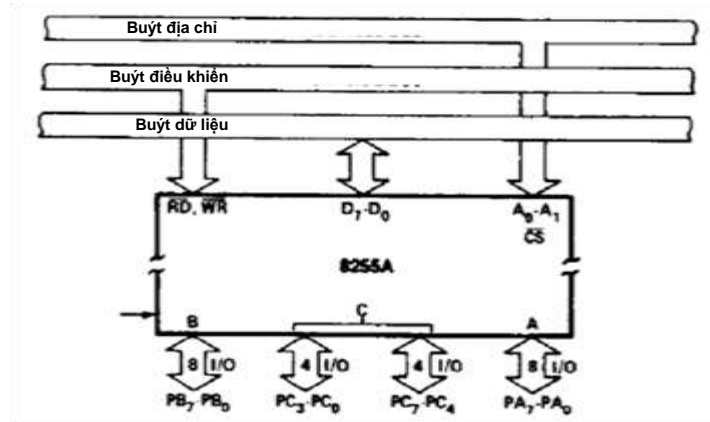 Buýt địa chỉ
Buýt điều khiển
Buýt dữ liệu
RD, WR D7-D0 A0-A1
CS
8255A
B C A
8 I/O 4 I/O 4 I/O 8 I/O
PB7-PB0 PC3-PC0 PC7-PC4 PA7-PA0